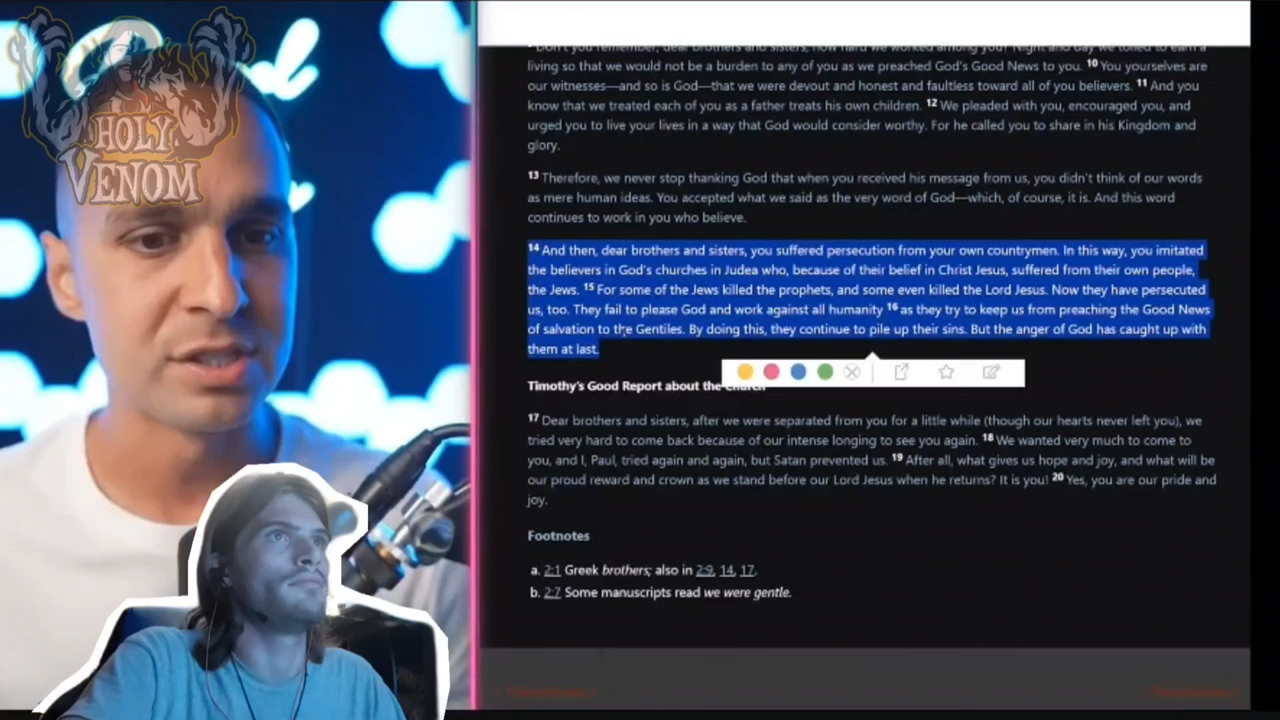 HOLY
VENOM
Don't you remember, dear brothers and sisters, how hard we worked among you? Night and day we toiled to earn a
living so that we would not be a burden to any of you as we preached God's Good News to you. 10 You yourselves are
our witnesses—and so is God—that we were devout and honest and faultless toward all of you believers. 11 And you
know that we treated each of you as a father treats his own children. 12 We pleaded with you, encouraged you, and
urged you to live your lives in a way that God would consider worthy. For he called you to share in his Kingdom and
glory.
13 Therefore, we never stop thanking God that when you received his message from us, you didn't think of our words
as mere human ideas. You accepted what we said as the very word of God—which, of course, it is. And this word
continues to work in you who believe.
14 And then, dear brothers and sisters, you suffered persecution from your own countrymen. In this way, you imitated
the believers in God's churches in Judea who, because of their belief in Christ Jesus, suffered from their own people,
the Jews. 15 For some of the Jews killed the prophets, and some even killed the Lord Jesus. Now they have persecuted
us, too. They fail to please God and work against all humanity 16 as they try to keep us from preaching the Good News
of salvation to the Gentiles. By doing this, they continue to pile up their sins. But the anger of God has caught up with
them at last.
Timothy's Good Report about the Church
17 Dear brothers and sisters, after we were separated from you for a little while (though our hearts never left you), we
tried very hard to come back because of our intense longing to see you again. 18 We wanted very much to come to
you, and I, Paul, tried again and again, but Satan prevented us. 19 After all, what gives us hope and joy, and what will be
our proud reward and crown as we stand before our Lord Jesus when he returns? It is you! 20 Yes, you are our pride and
joy.
Footnotes
a. 2:1 Greek brothers; also in 2:9, 14, 17.
b. 2:7 Some manuscripts read we were gentle.